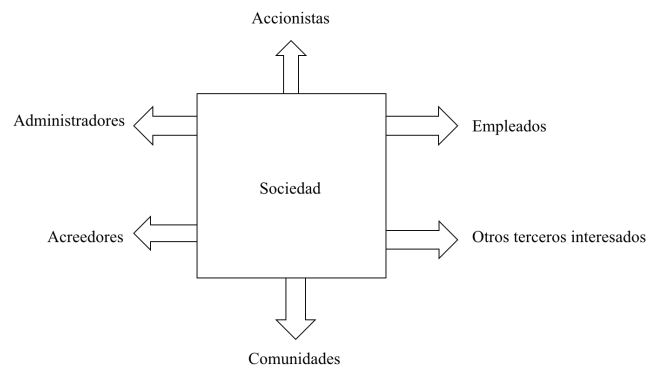 Accionistas
Administradores
Empleados
Sociedad
Acreedores
Otros terceros interesados
Comunidades